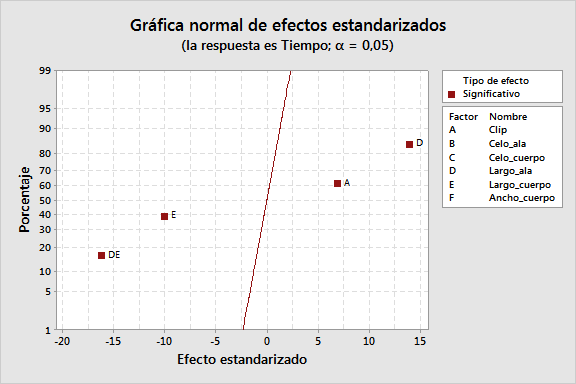 Gráfica normal de efectos estandarizados
(la respuesta es Tiempo; α = 0,05)
Tipo de efecto
Significativo
Factor Nombre
A Clip
B Celo_ala
C Celo_cuerpo
D Largo_ala
E Largo_cuerpo
F Ancho_cuerpo
Porcentaje
99
95
90
80
70
60
50
40
30
20
10
5
1
D
A
E
DE
-20 -15 -10 -5 0 5 10 15
Efecto estandarizado